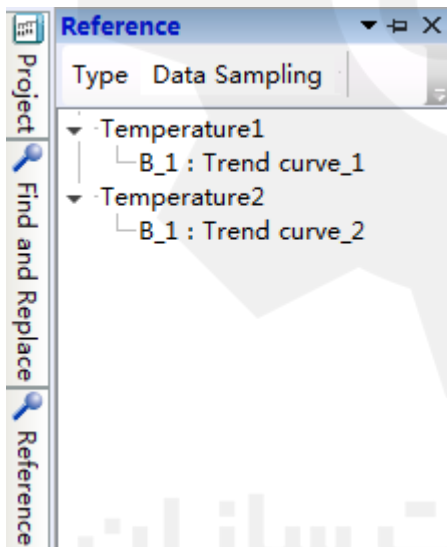 Reference
Type Data Sampling
Temperature1
B_1 : Trend curve_1
Temperature2
B_1 : Trend curve_2
Project
Find and Replace
Reference